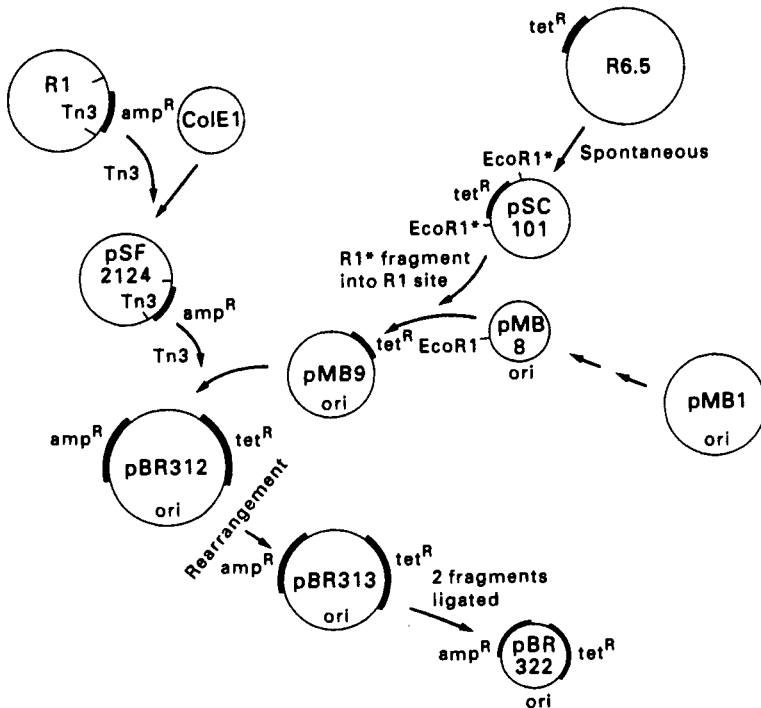 tet^R
R1
Tn3
amp^R
ColE1
R6.5
Tn3
Spontaneous
EcoR1*
tet^R
EcoR1*
pSC
101
R1* fragment
into R1 site
pSF
2124
Tn3
amp^R
Tn3
pMB9
ori
tet^R
EcoR1
pMB
8
ori
pMB1
ori
amp^R
tet^R
pBR312
ori
Rearrangement
amp^R
tet^R
pBR313
ori
2 fragments
ligated
amp^R
pBR
322
tet^R
ori